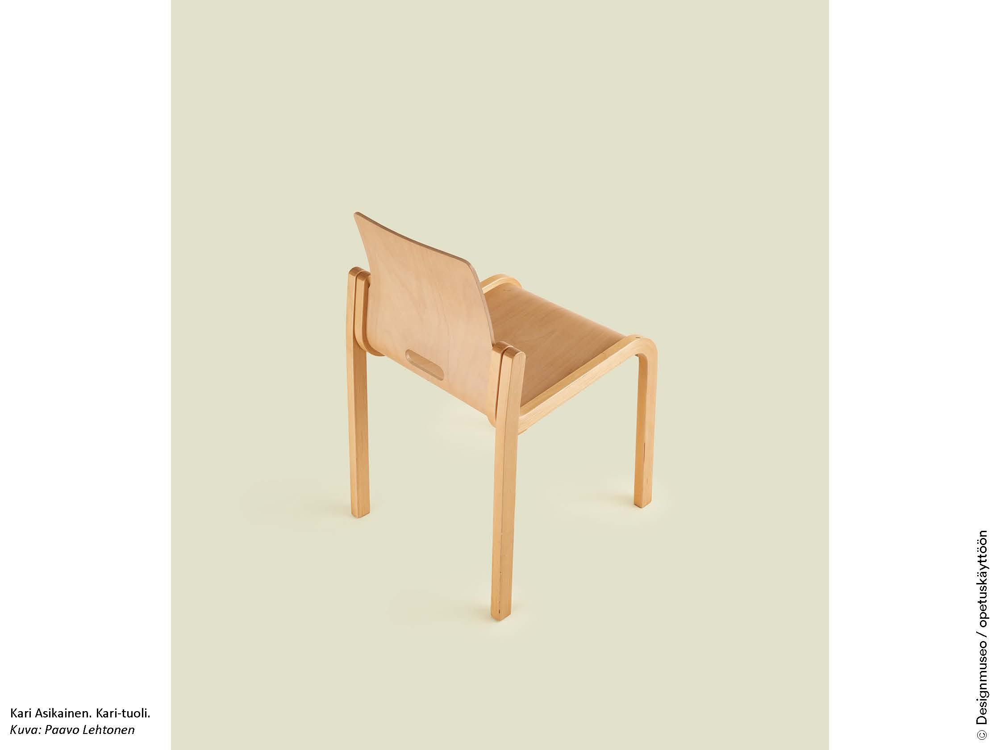 Kari Asikainen. Kari-tuoli.
Kuva: Paavo Lehtonen
© Designmuseo / opetuskäyttöön